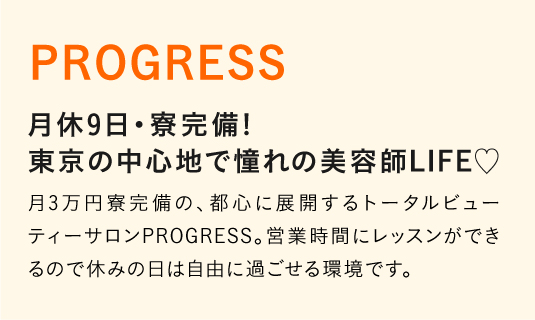 PROGRESS
月休9日・寮完備!
東京の中心地で憧れの美容師LIFE♡
月3万円寮完備の、都心に展開するトータルビュー
ティーサロンPROGRESS。営業時間にレッスンができ
るので休みの日は自由に過ごせる環境です。